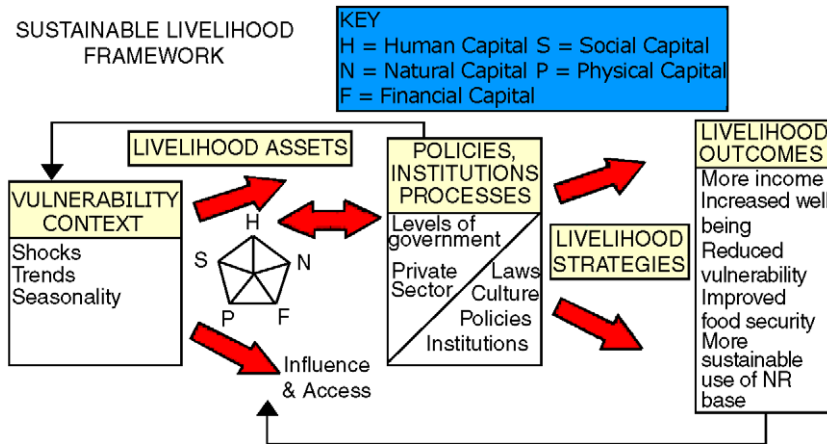 SUSTAINABLE LIVELIHOOD
FRAMEWORK
KEY
H = Human Capital S = Social Capital
N = Natural Capital P = Physical Capital
F = Financial Capital
LIVELIHOOD ASSETS
VULNERABILITY
CONTEXT
Shocks
Trends
Seasonality
H
S
N
P
F
Influence
& Access
POLICIES,
INSTITUTIONS
PROCESSES
Levels of
government
Private
Sector
Laws
Culture
Policies
Institutions
LIVELIHOOD
STRATEGIES
LIVELIHOOD
OUTCOMES
More income
Increased well
being
Reduced
vulnerability
Improved
food security
More
sustainable
use of NR
base